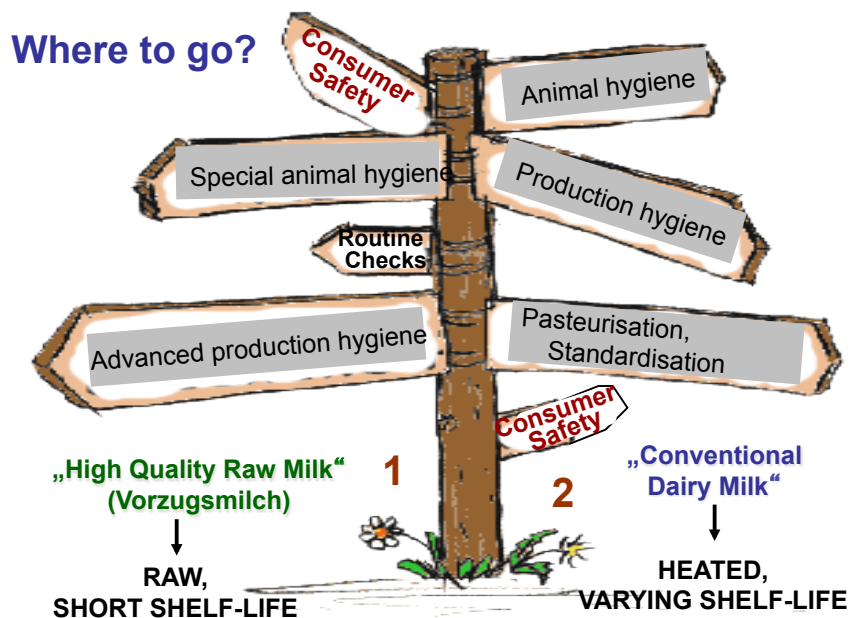 Where to go?
Consumer
Safety
Animal hygiene
Special animal hygiene
Production hygiene
Routine
Checks
Advanced production hygiene
Pasteurisation,
Standardisation
Consumer
Safety
„High Quality Raw Milk“
(Vorzugsmilch)
1
2
„Conventional
Dairy Milk“
RAW,
SHORT SHELF-LIFE
HEATED,
VARYING SHELF-LIFE